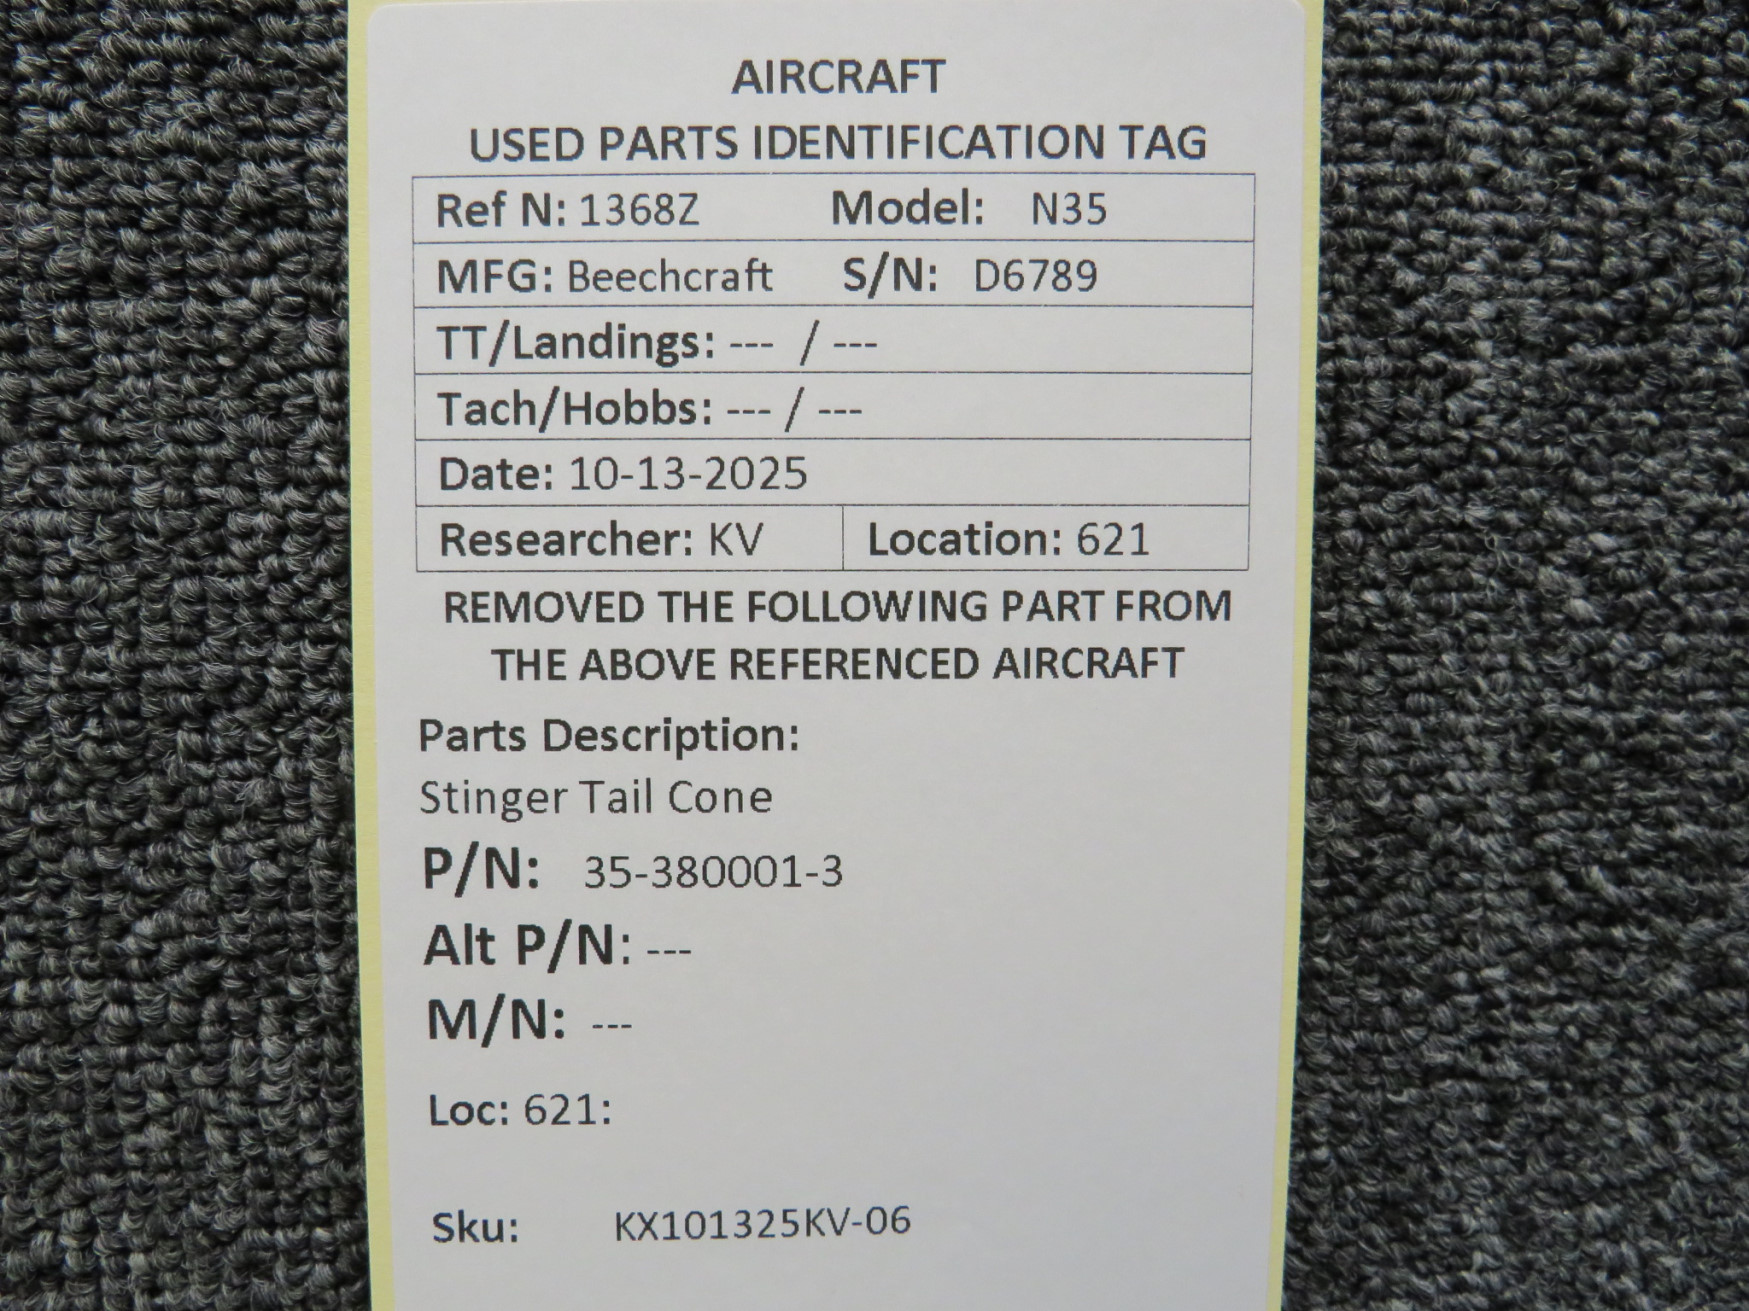 AIRCRAFT
USED PARTS IDENTIFICATION TAG
Ref N: 1368Z Model: N35
MFG: Beechcraft S/N: D6789
TT/Landings: --- / ---
Tach/Hobbs: --- / ---
Date: 10-13-2025
Researcher: KV Location: 621
REMOVED THE FOLLOWING PART FROM
THE ABOVE REFERENCED AIRCRAFT
Parts Description:
Stinger Tail Cone
P/N: 35-380001-3
Alt P/N: ---
M/N: ---
Loc: 621:
Sku: KX101325KV-06